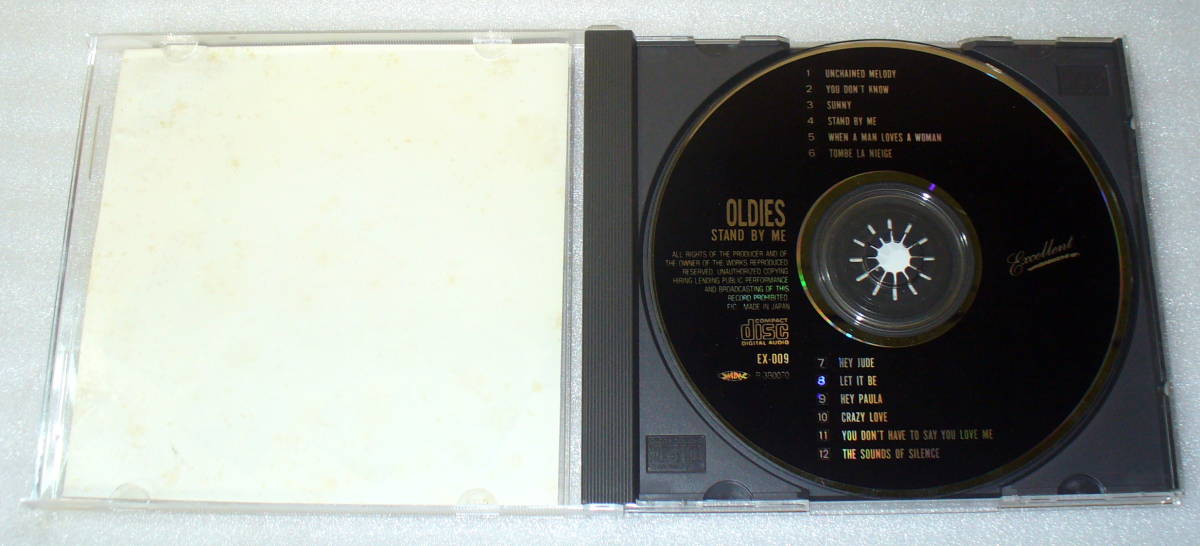 1 UNCHAINED MELODY
2 YOU DON'T KNOW
3 SUNNY
4 STAND BY ME
5 WHEN A MAN LOVES A WOMAN
6 TOMBE LA NIEIGE
OLDIES
STAND BY ME
ALL RIGHTS OF THE PRODUCER AND OF
THE OWNER OF THE WORKS REPRODUCED
RESERVED. UNAUTHORIZED COPYING
HIRING LENDING PUBLIC PERFORMANCE
AND BROADCASTING OF THIS
RECORD PROHIBITED.
F.I.C. MADE IN JAPAN
COMPACT
disc
DIGITAL AUDIO
EX-009
Excellent
7 HEY JUDE
8 LET IT BE
9 HEY PAULA
10 CRAZY LOVE
11 YOU DON'T HAVE TO SAY YOU LOVE ME
12 THE SOUNDS OF SILENCE